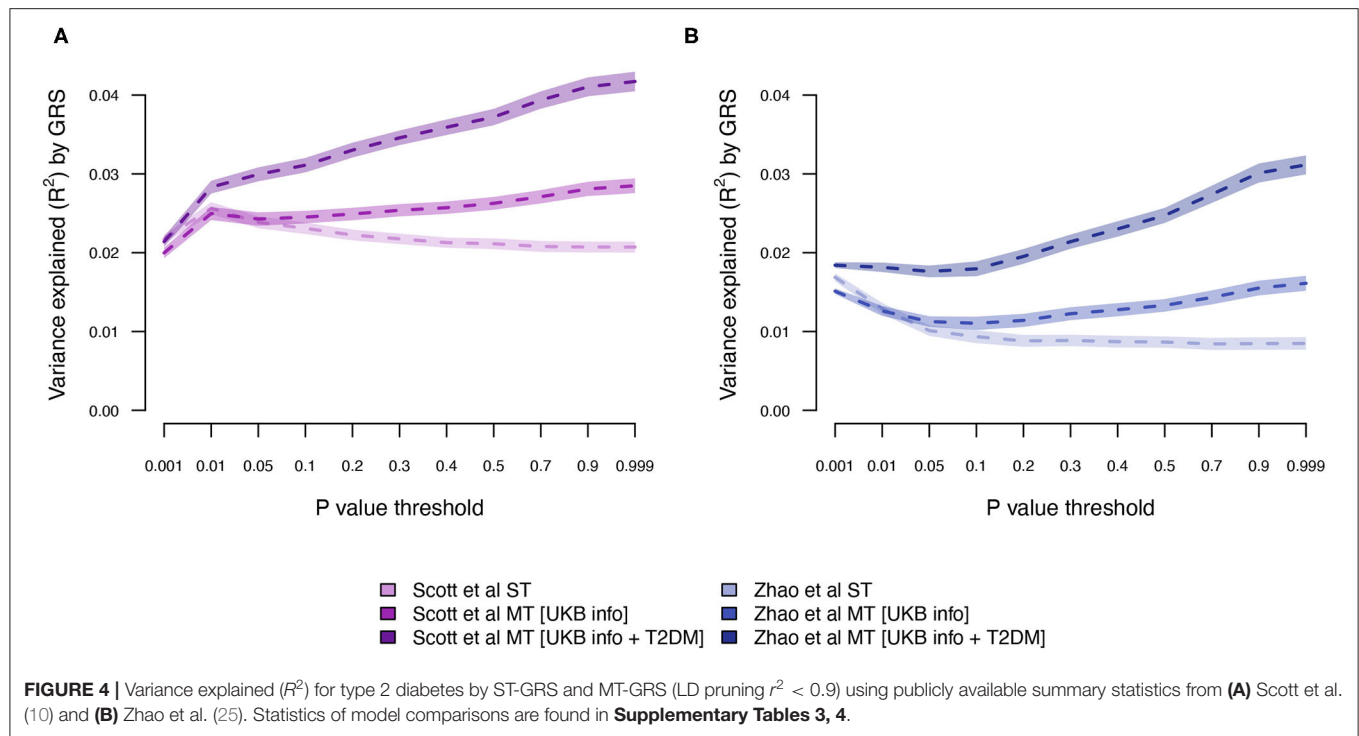 A
Variance explained (R²) by GRS
0.04
0.03
0.02
0.01
0.00
0.001 0.01 0.05 0.1 0.2 0.3 0.4 0.5 0.7 0.9 0.999
P value threshold
B
Variance explained (R²) by GRS
0.04
0.03
0.02
0.01
0.00
0.001 0.01 0.05 0.1 0.2 0.3 0.4 0.5 0.7 0.9 0.999
P value threshold
Scott et al ST
Scott et al MT [UKB info]
Scott et al MT [UKB info + T2DM]
Zhao et al ST
Zhao et al MT [UKB info]
Zhao et al MT [UKB info + T2DM]
FIGURE 4 | Variance explained (R²) for type 2 diabetes by ST-GRS and MT-GRS (LD pruning r² < 0.9) using publicly available summary statistics from (A) Scott et al.
(10) and (B) Zhao et al. (25). Statistics of model comparisons are found in Supplementary Tables 3, 4.